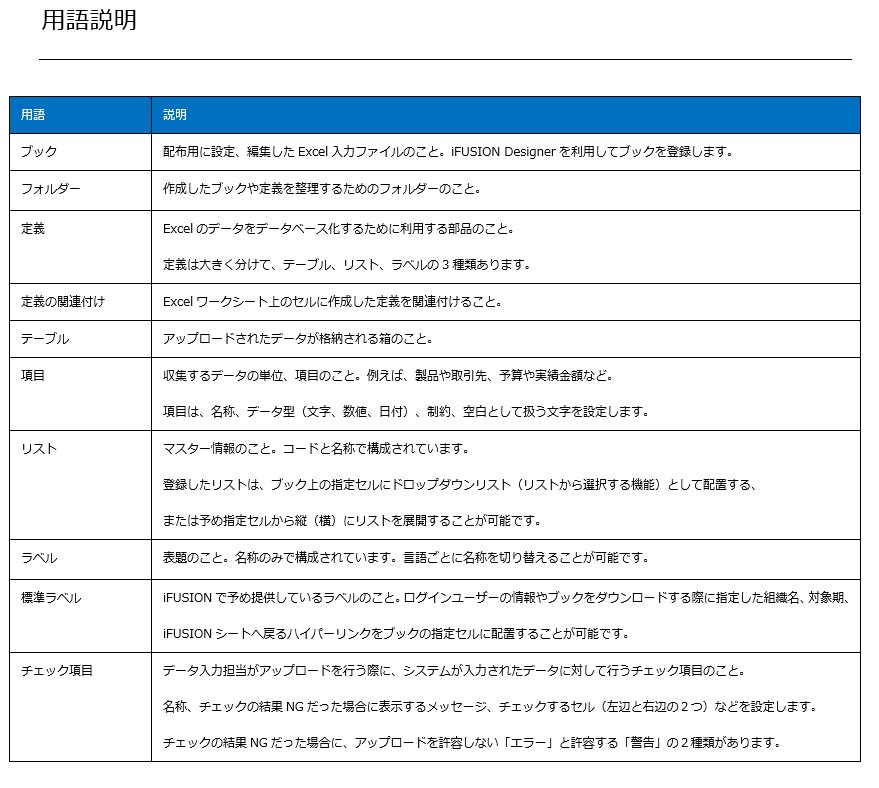 用語説明
用語 説明
ブック 配布用に設定、編集した Excel 入力ファイルのこと。iFUSION Designer を利用してブックを登録します。
フォルダー 作成したブックや定義を整理するためのフォルダーのこと。
定義 Excel のデータをデータベース化するために利用する部品のこと。
定義は大きく分けて、テーブル、リスト、ラベルの 3 種類あります。
定義の関連付け Excel ワークシート上のセルに作成した定義を関連付けること。
テーブル アップロードされたデータが格納される箱のこと。
項目 収集するデータの単位、項目のこと。例えば、製品や取引先、予算や実績金額など。
項目は、名称、データ型（文字、数値、日付）、制約、空白として扱う文字を設定します。
リスト マスター情報のこと。コードと名称で構成されています。
登録したリストは、ブック上の指定セルにドロップダウンリスト（リストから選択する機能）として配置する、
または予め指定セルから縦（横）にリストを展開することが可能です。
ラベル 表題のこと。名称のみで構成されています。言語ごとに名称を切り替えることが可能です。
標準ラベル iFUSION で予め提供しているラベルのこと。ログインユーザーの情報やブックをダウンロードする際に指定した組織名、対象期、
iFUSION シートへ戻るハイパーリンクをブックの指定セルに配置することが可能です。
チェック項目 データ入力担当がアップロードを行う際に、システムが入力されたデータに対して行うチェック項目のこと。
名称、チェックの結果 NG だった場合に表示するメッセージ、チェックするセル（左辺と右辺の２つ）などを設定します。
チェックの結果 NG だった場合に、アップロードを許容しない「エラー」と許容する「警告」の２種類があります。